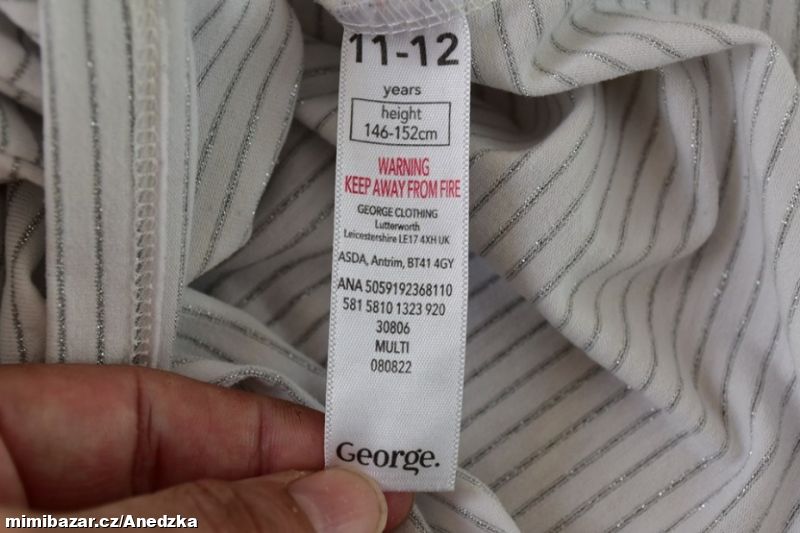 11-12
years
height
146-152cm
WARNING
KEEP AWAY FROM FIRE
GEORGE CLOTHING
Lutterworth
Leicestershire LE17 4XH UK
ASDA, Antrim, BT41 4GY
ANA 5059192368110
581 5810 1323 920
30806
MULTI
080822
George.
mimibazar.cz/Anedzka